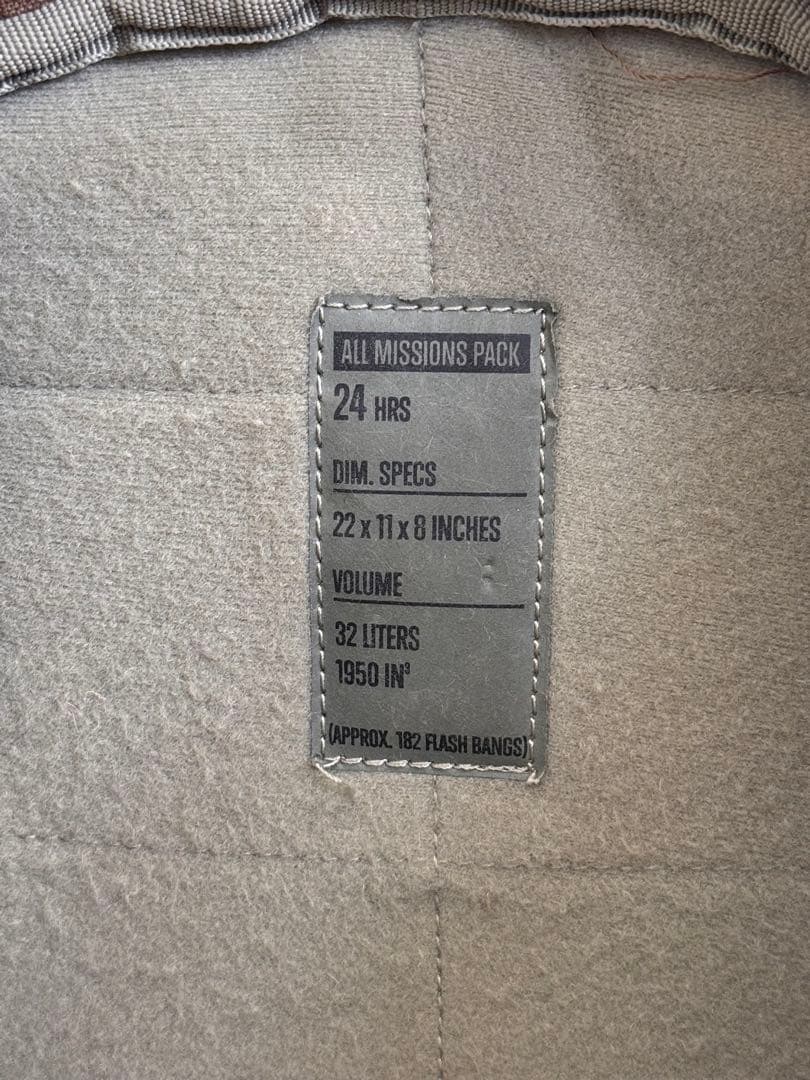 ALL MISSIONS PACK
24 HRS
DIM. SPECS
22 x 11 x 8 INCHES
VOLUME
32 LITERS
1950 IN³
(APPROX. 182 FLASH BANGS)